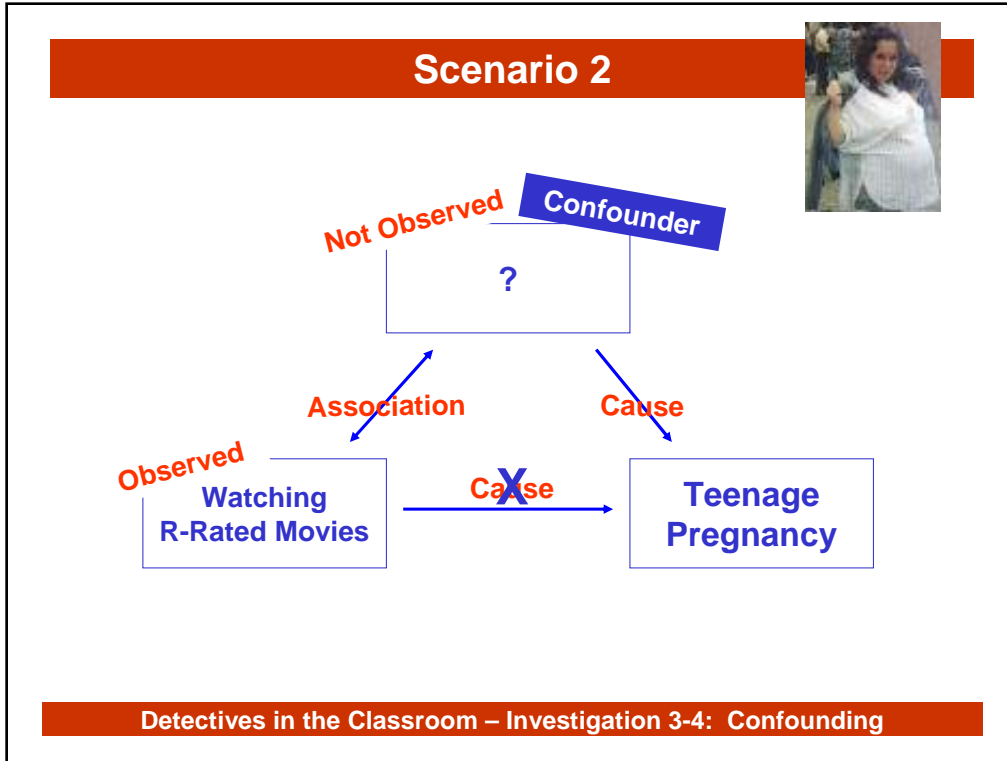 Scenario 2
Not Observed
Confounder
?
Association
Cause
Observed
Watching
R-Rated Movies
Cause
X
Teenage
Pregnancy
Detectives in the Classroom – Investigation 3-4: Confounding